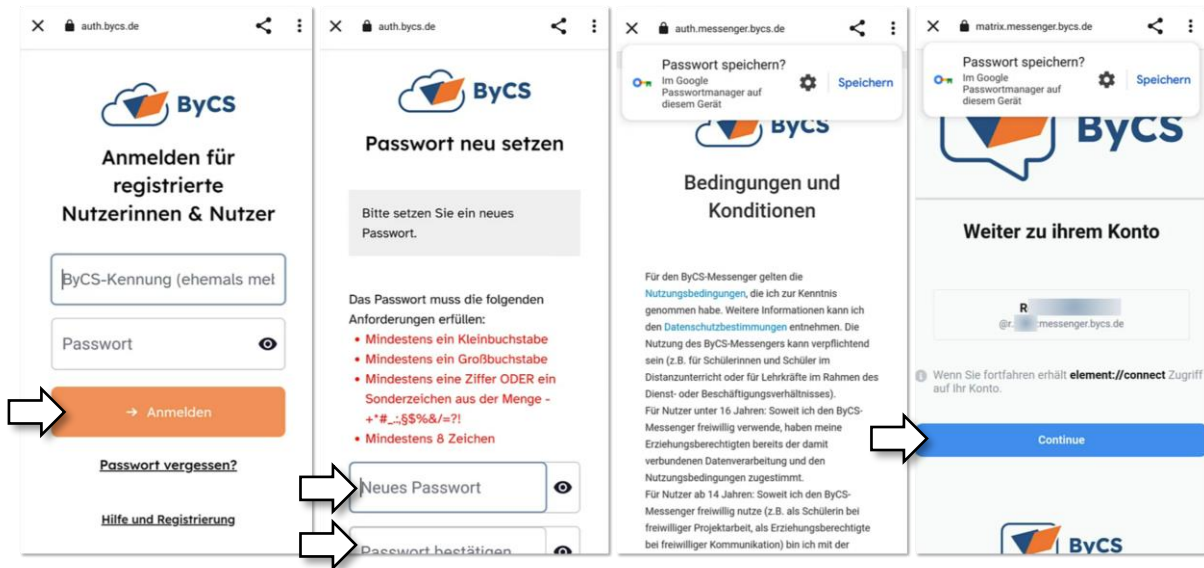 auth.bycs.de
ByCS
Anmelden für
registrierte
Nutzerinnen & Nutzer
ByCS-Kennung (ehemals meb
Passwort
→ Anmelden
Passwort vergessen?
Hilfe und Registrierung
auth.bycs.de
ByCS
Passwort neu setzen
Bitte setzen Sie ein neues
Passwort.
Das Passwort muss die folgenden
Anforderungen erfüllen:
• Mindestens ein Kleinbuchstabe
• Mindestens ein Großbuchstabe
• Mindestens eine Ziffer ODER ein
Sonderzeichen aus der Menge -
+*#_.:,§$%&/=?!
• Mindestens 8 Zeichen
Neues Passwort
Passwort bestätigen
auth.messenger.bycs.de
Passwort speichern?
Im Google
Passwortmanager auf
diesem Gerät
Speichern
ByCS
Bedingungen und
Konditionen
Für den ByCS-Messenger gelten die
Nutzungsbedingungen, die ich zur Kenntnis
genommen habe. Weitere Informationen kann ich
den Datenschutzbestimmungen entnehmen. Die
Nutzung des ByCS-Messengers kann verpflichtend
sein (z.B. für Schülerinnen und Schüler im
Distanzunterricht oder für Lehrkräfte im Rahmen des
Dienst- oder Beschäftigungsverhältnisses).
Für Nutzer unter 16 Jahren: Soweit ich den ByCS-
Messenger freiwillig verwende, haben meine
Erziehungsberechtigten bereits der damit
verbundenen Datenverarbeitung und den
Nutzungsbedingungen zugestimmt.
Für Nutzer ab 14 Jahren: Soweit ich den ByCS-
Messenger freiwillig nutze (z.B. als Schülerin bei
freiwilliger Projektarbeit, als Erziehungsberechtigte
bei freiwilliger Kommunikation) bin ich mit der
matrix.messenger.bycs.de
Passwort speichern?
Im Google
Passwortmanager auf
diesem Gerät
Speichern
ByCS
Weiter zu ihrem Konto
R
@r. :messenger.bycs.de
Wenn Sie fortfahren erhält element://connect Zugriff
auf Ihr Konto.
Continue
ByCS